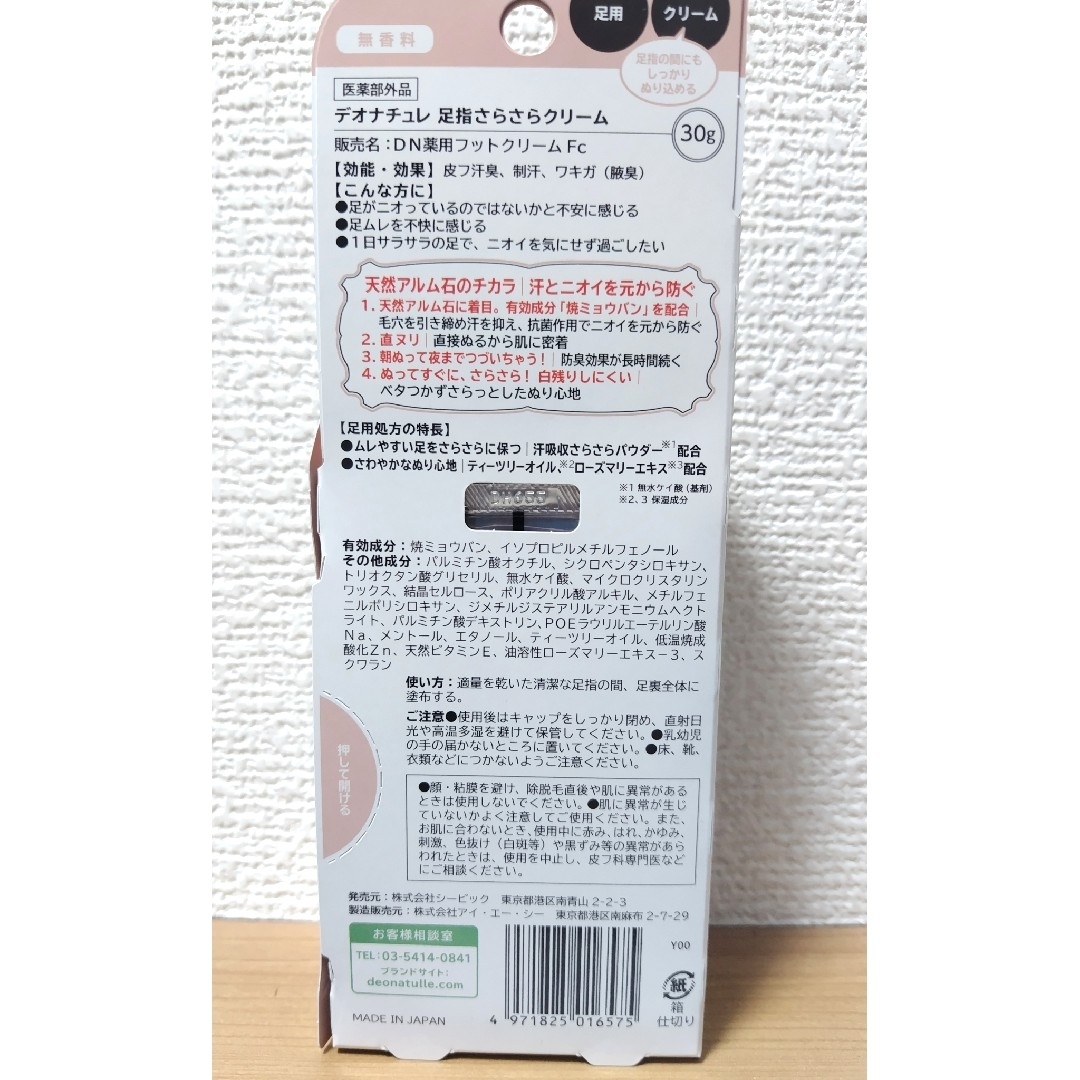 足用
クリーム
無香料
足指の間にも
しっかり
ぬり込める
医薬部外品
デオナチュレ 足指さらさらクリーム
30g
販売名:DN薬用フットクリームFc
【効能・効果】皮フ汗臭、制汗、ワキガ(腋臭)
【こんな方に】
●足がニオっているのではないかと不安に感じる
●足ムレを不快に感じる
●1日サラサラの足で、ニオイを気にせず過ごしたい
天然アルム石のチカラ|汗とニオイを元から防ぐ
1. 天然アルム石に着目。有効成分「焼ミョウバン」を配合|
毛穴を引き締め汗を抑え、抗菌作用でニオイを元から防ぐ
2. 直ヌリ|直接ぬるから肌に密着
3. 朝ぬって夜までつづいちゃう!|防臭効果が長時間続く
4. ぬってすぐに、さらさら!白残りしにくい|
ベタつかずさらっとしたぬり心地
【足用処方の特長】
●ムレやすい足をさらさらに保つ|汗吸収さらさらパウダー※1配合
●さわやかなぬり心地|ティーツリーオイル、※2ローズマリーエキス※3配合
※1 無水ケイ酸(基剤)
※2、3 保湿成分
有効成分:焼ミョウバン、イソプロピルメチルフェノール
その他成分:パルミチン酸オクチル、シクロペンタシロキサン、
トリオクタン酸グリセリル、無水ケイ酸、マイクロクリスタリン
ワックス、結晶セルロース、ポリアクリル酸アルキル、メチルフェ
ニルポリシロキサン、ジメチルジステアリルアンモニウムヘクト
ライト、パルミチン酸デキストリン、POEラウリルエーテルリン酸
Na、メントール、エタノール、ティーツリーオイル、低温焼成
酸化Zn、天然ビタミンE、油溶性ローズマリーエキス−3、ス
クワラン
使い方:適量を乾いた清潔な足指の間、足裏全体に
塗布する。
ご注意●使用後はキャップをしっかり閉め、直射日
光や高温多湿を避けて保管してください。●乳幼児
の手の届かないところに置いてください。●床、靴、
衣類などにつかないようご注意ください。
押して開ける
●顔・粘膜を避け、除脱毛直後や肌に異常がある
ときは使用しないでください。●肌に異常が生じ
ていないかよく注意してご使用ください。また、
お肌に合わないとき、使用中に赤み、はれ、かゆみ、
刺激、色抜け(白斑等)や黒ずみ等の異常があら
われたときは、使用を中止し、皮フ科専門医など
にご相談ください。
発売元:株式会社シービック 東京都港区南青山 2-2-3
製造販売元:株式会社アイ・エー・シー 東京都港区南麻布 2-7-29
お客様相談室
TEL:03-5414-0841
ブランドサイト:
deonatulle.com
MADE IN JAPAN
4 971825 016575
Y00
紙
箱
仕切り